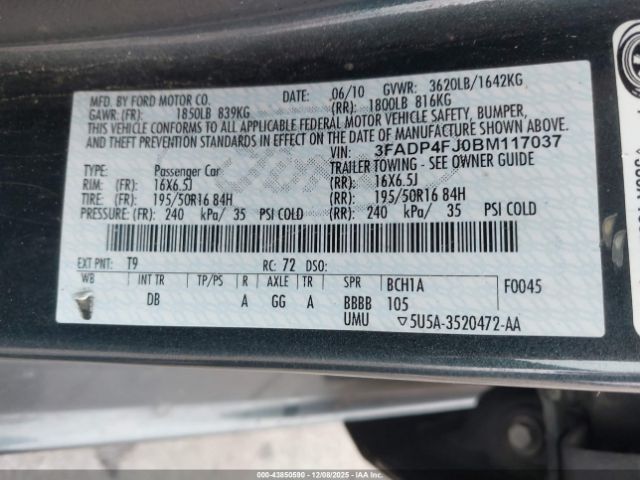 MFD. BY FORD MOTOR CO. DATE: 06/10 GVWR: 3620LB/1642KG
GAWR: (FR): 1850LB 839KG (RR): 1800LB 816KG
THIS VEHICLE CONFORMS TO ALL APPLICABLE FEDERAL MOTOR VEHICLE SAFETY, BUMPER,
AND THEFT PREVENTION STANDARDS IN EFFECT ON THE DATE OF MANUFACTURE SHOWN ABOVE
VIN: 3FADP4FJ0BM117037
TYPE: Passenger Car TRAILER TOWING - SEE OWNER GUIDE
RIM: (FR): 16X6.5J (RR): 16X6.5J
TIRE: (FR): 195/50R16 84H (RR): 195/50R16 84H
PRESSURE: (FR): 240 kPa/ 35 PSI COLD (RR): 240 kPa/ 35 PSI COLD
EXT PNT: T9 RC: 72 DSO:
WB INT TR TP/PS R AXLE TR SPR BCH1A F0045
DB A GG A BBBB 105
UMU ▽5U5A-3520472-AA
000-43850590 | 12/08/2025 - IAAI.com